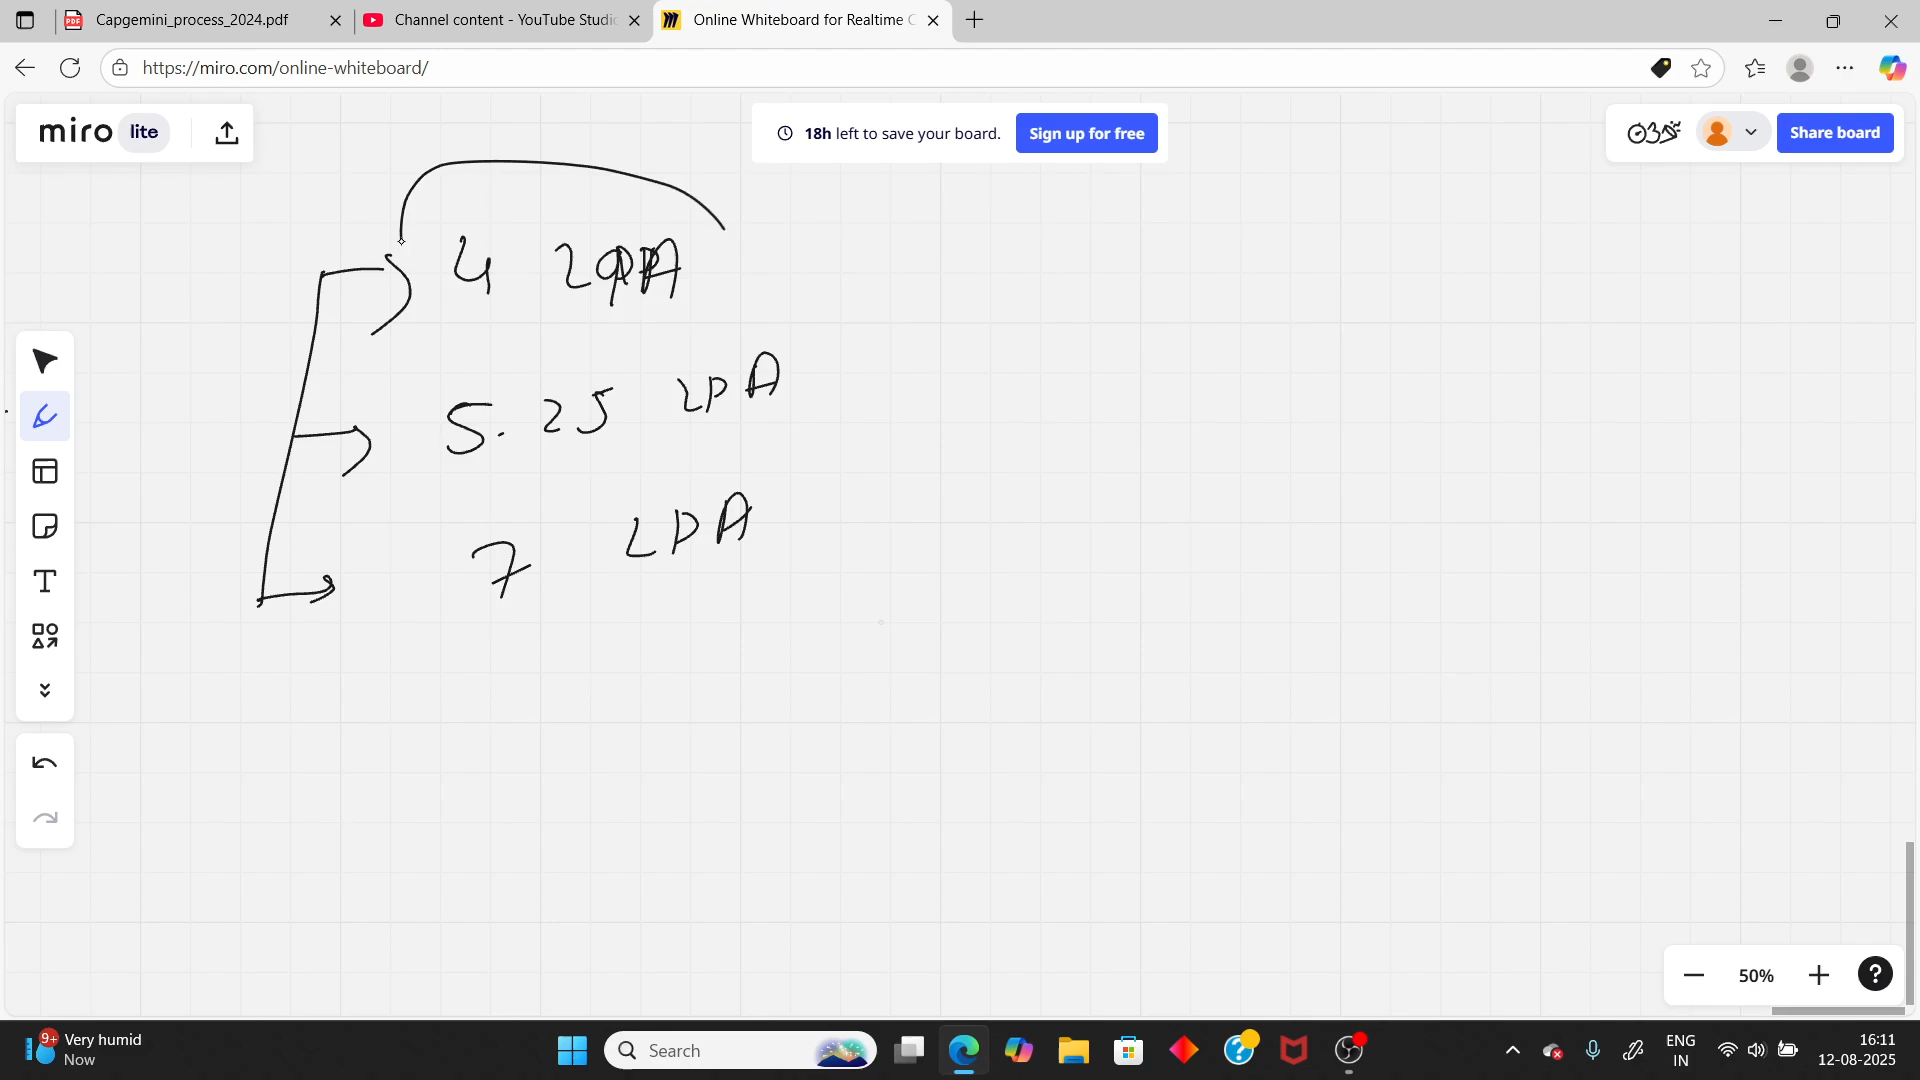 Capgemini_process_2024.pdf
Channel content - YouTube Studio
Online Whiteboard for Realtime C
https://miro.com/online-whiteboard/
miro lite
18h left to save your board.
Sign up for free
Share board
4 LPA
5.25 LPA
7 LPA
50%
9+
Very humid
Now
Search
ENG
IN
16:11
12-08-2025